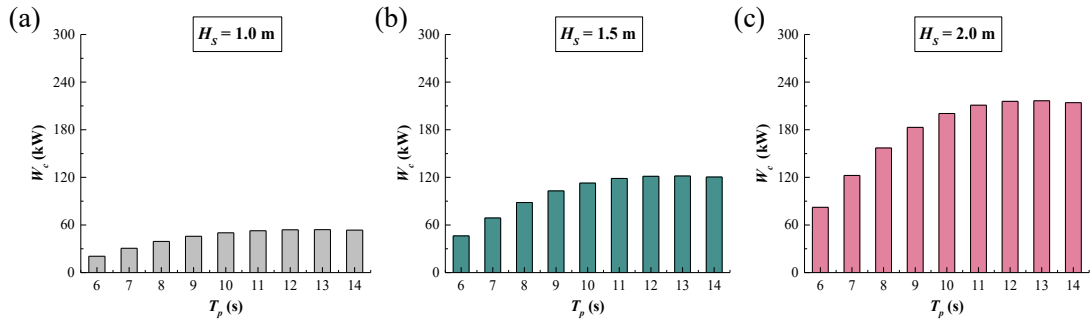 (a)
H_S = 1.0 m
300
240
180
120
60
0
W_c (kW)
6 7 8 9 10 11 12 13 14
T_p (s)
(b)
H_S = 1.5 m
300
240
180
120
60
0
W_c (kW)
6 7 8 9 10 11 12 13 14
T_p (s)
(c)
H_S = 2.0 m
300
240
180
120
60
0
W_c (kW)
6 7 8 9 10 11 12 13 14
T_p (s)